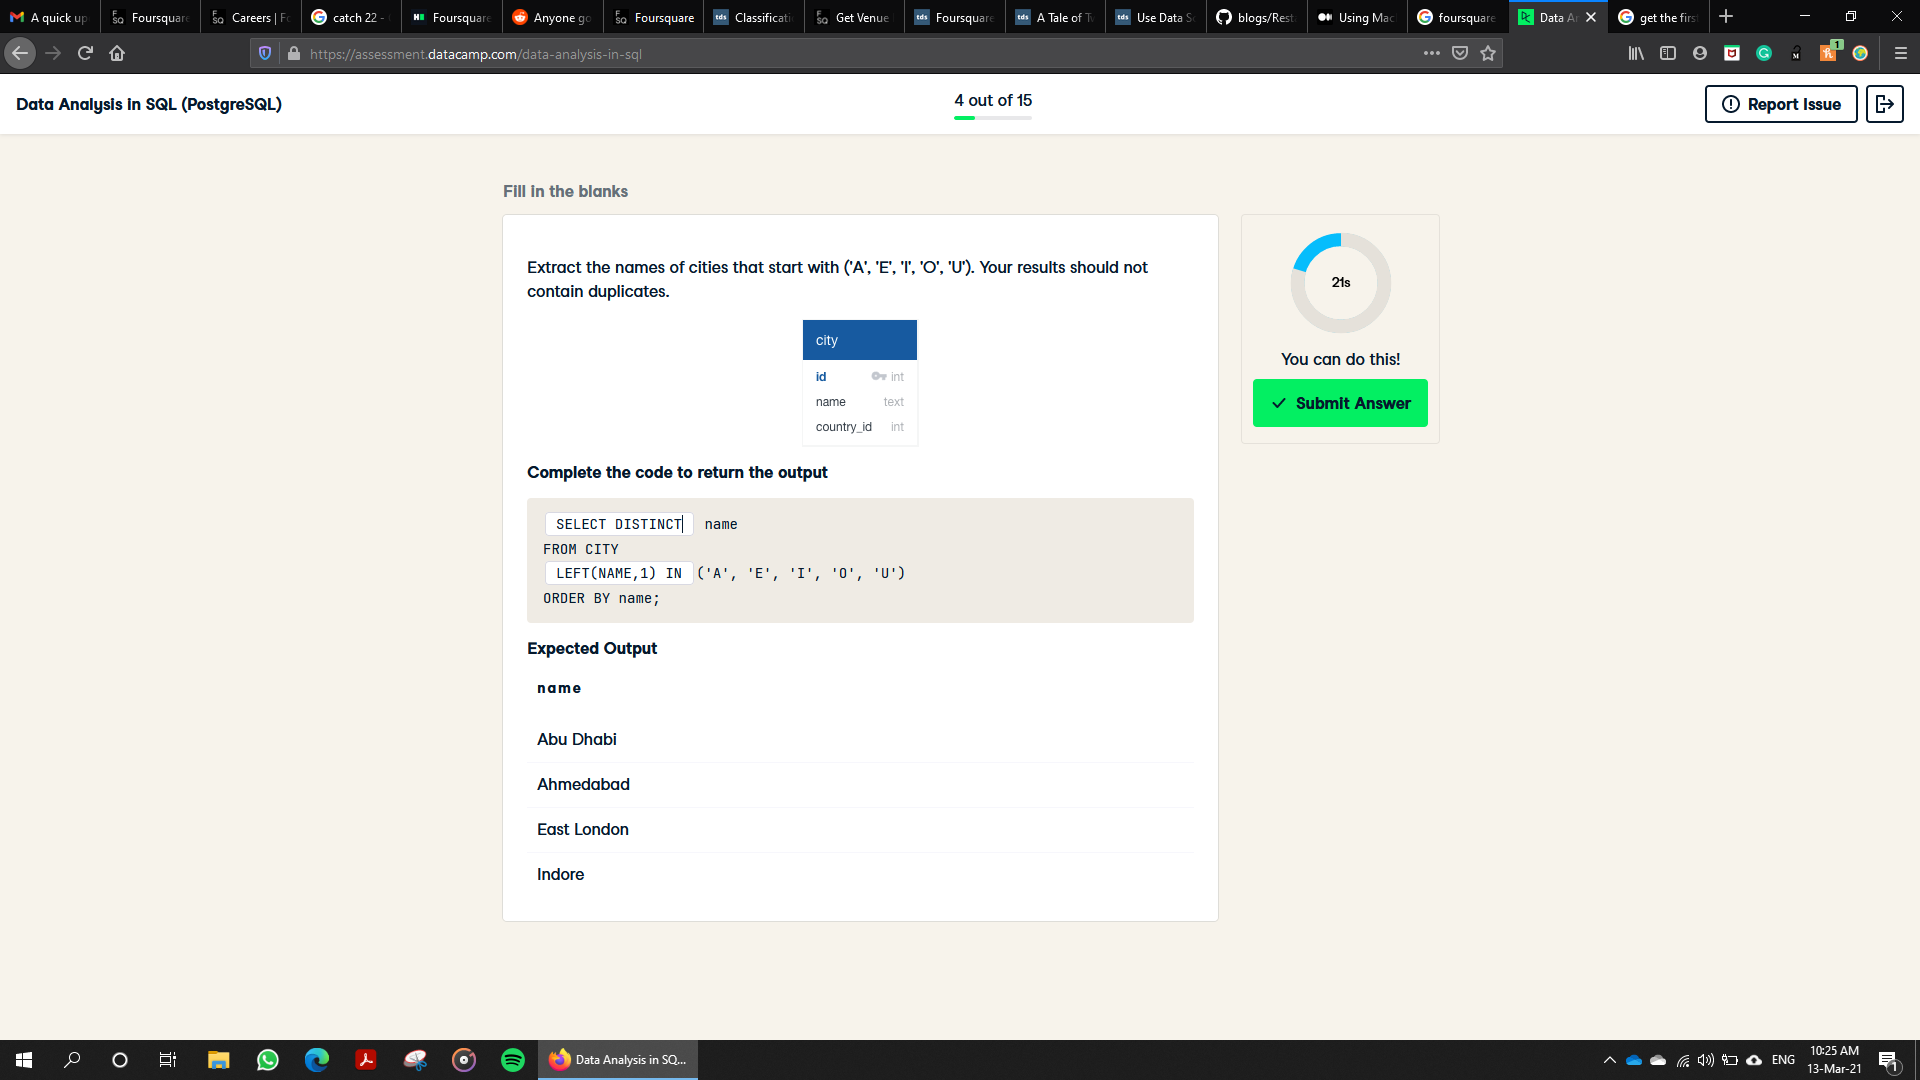 A quick up
Foursquare
Careers | Fo
catch 22 -
Foursquare
Anyone go
Foursquare
Classificati
Get Venue
Foursquare
A Tale of Tw
Use Data Sc
blogs/Rest
Using Mac
foursquare
Data An
get the firs
https://assessment.datacamp.com/data-analysis-in-sql
1
Data Analysis in SQL (PostgreSQL)
4 out of 15
Report Issue
Fill in the blanks
Extract the names of cities that start with ('A', 'E', 'I', 'O', 'U'). Your results should not
contain duplicates.
city
id int
name text
country_id int
21s
You can do this!
Submit Answer
Complete the code to return the output
SELECT DISTINCT name
FROM CITY
LEFT(NAME,1) IN ('A', 'E', 'I', 'O', 'U')
ORDER BY name;
Expected Output
name
Abu Dhabi
Ahmedabad
East London
Indore
Data Analysis in SQ...
ENG
10:25 AM
13-Mar-21
1